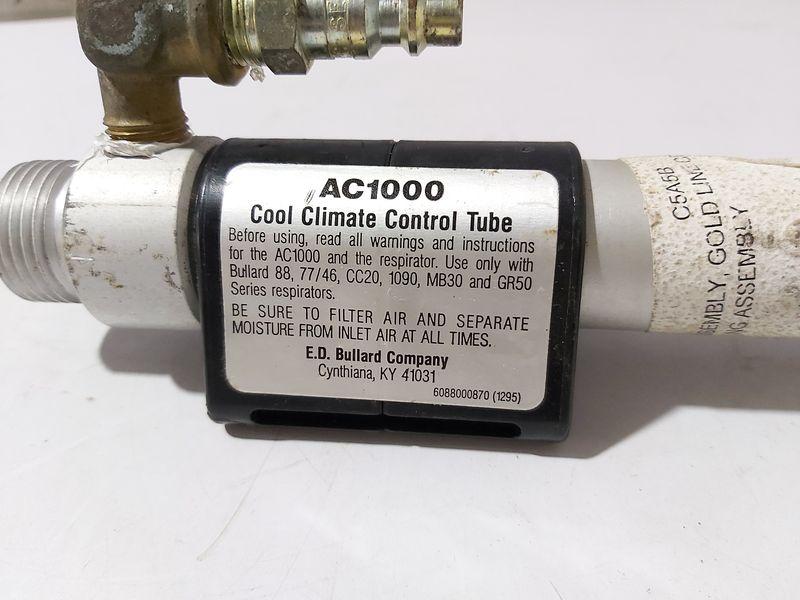 AC1000
Cool Climate Control Tube
Before using, read all warnings and instructions
for the AC1000 and the respirator. Use only with
Bullard 88, 77/46, CC20, 1090, MB30 and GR50
Series respirators.
BE SURE TO FILTER AIR AND SEPARATE
MOISTURE FROM INLET AIR AT ALL TIMES.
E.D. Bullard Company
Cynthiana, KY 41031
6088000870 (1295)
C5A6B
GOLD LINE
ASSEMBLY